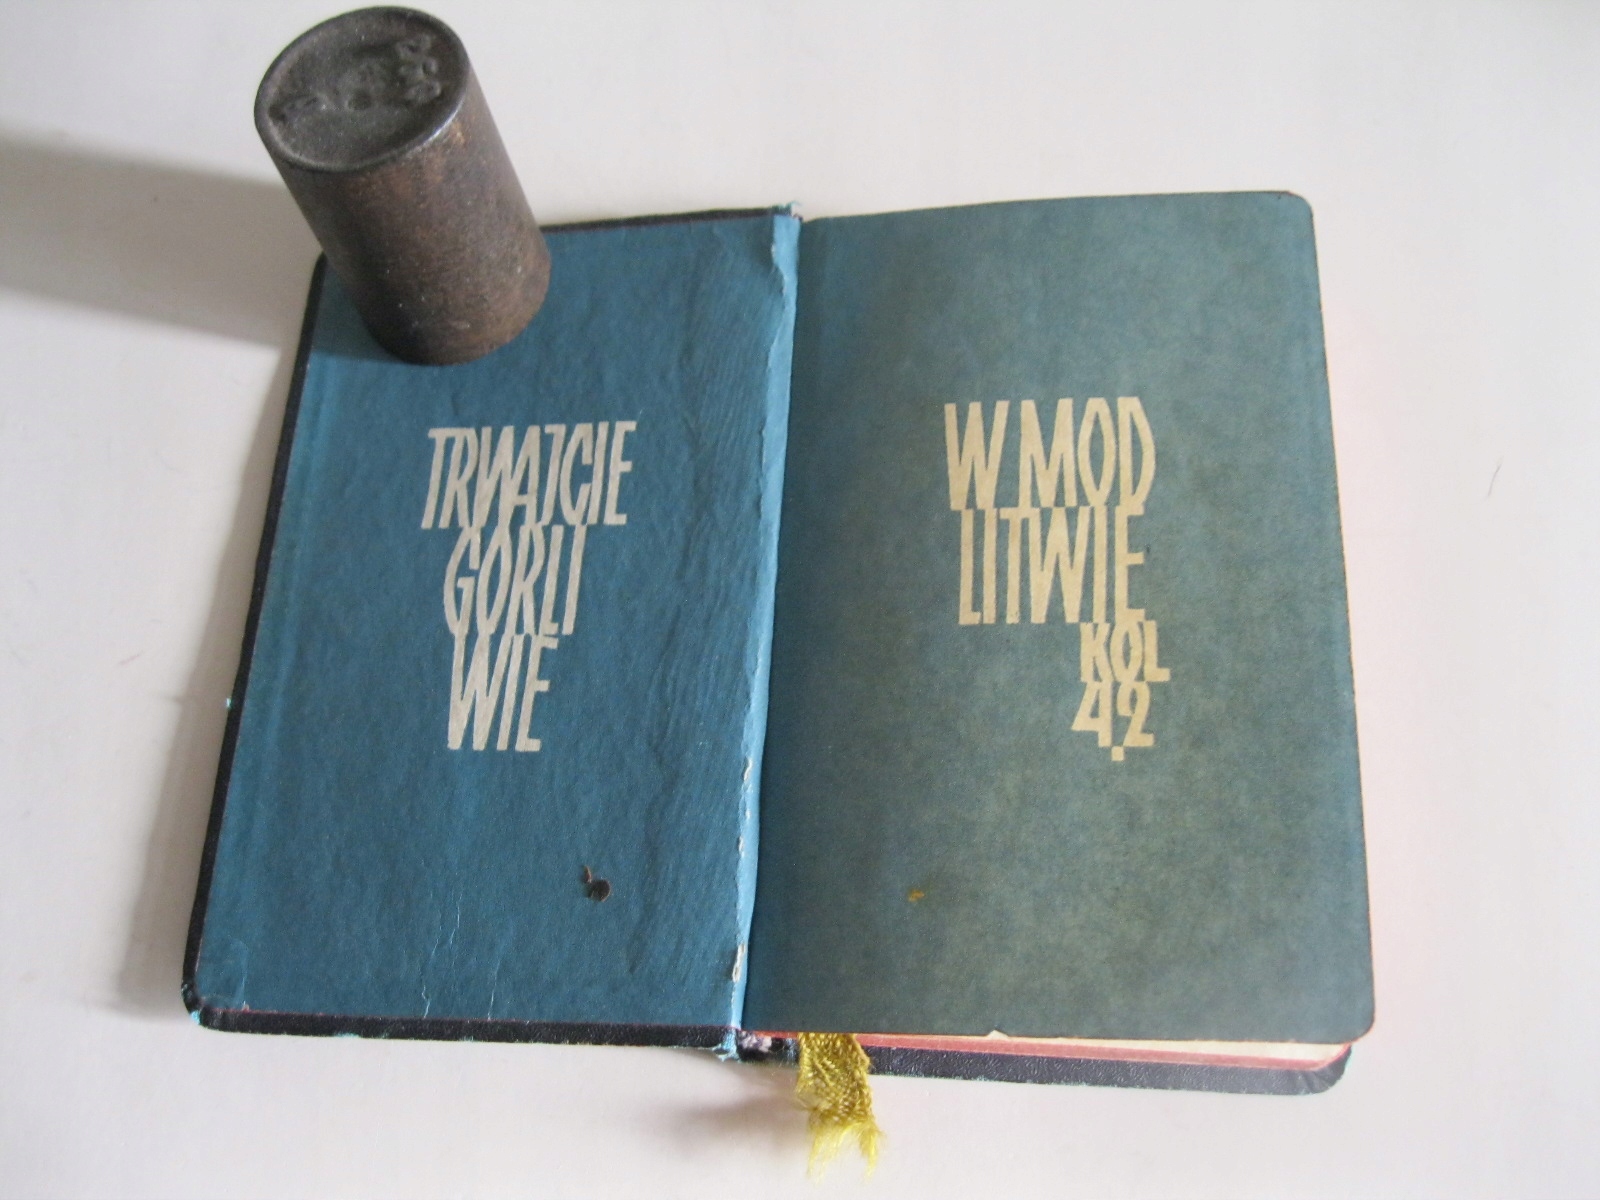 TRWAJCIE
GORLI
WIE
W MOD
LITWIE
KOL
4.2